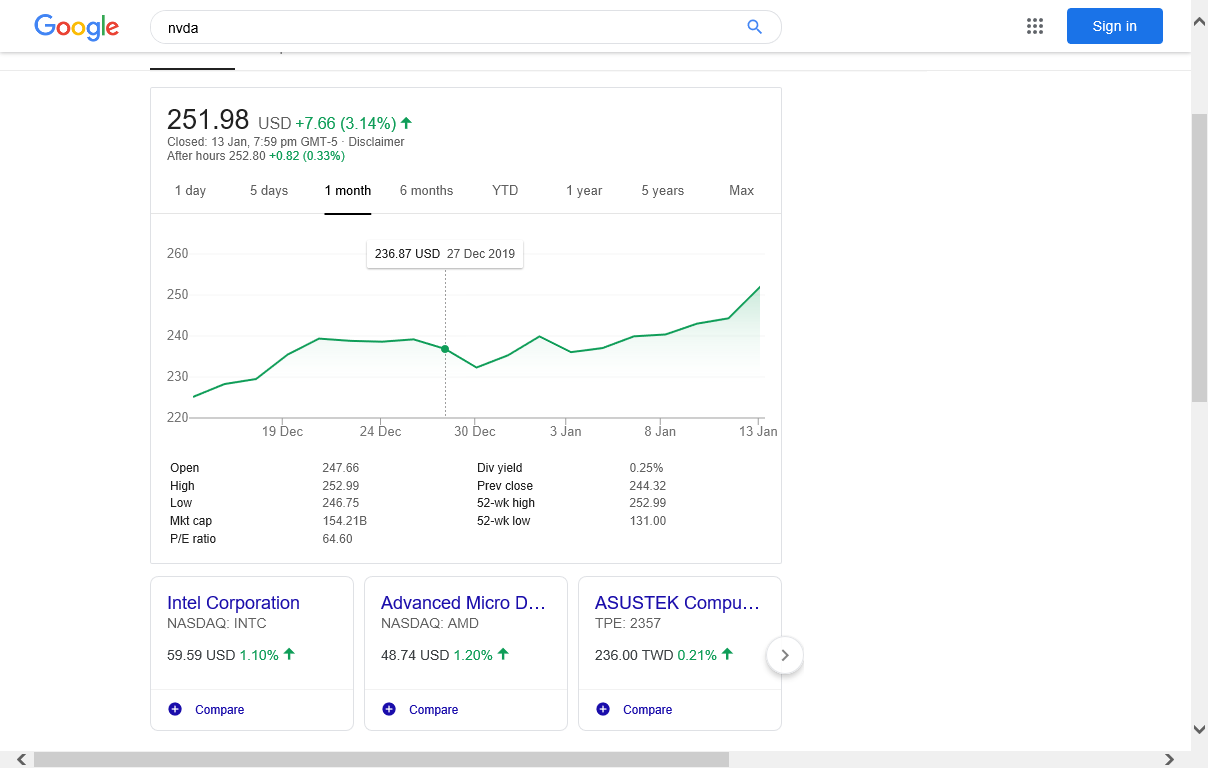 Google
nvda
Sign in
251.98 USD +7.66 (3.14%)
Closed: 13 Jan, 7:59 pm GMT-5 · Disclaimer
After hours 252.80 +0.82 (0.33%)
1 day 5 days 1 month 6 months YTD 1 year 5 years Max
236.87 USD 27 Dec 2019
260
250
240
230
220
19 Dec 24 Dec 30 Dec 3 Jan 8 Jan 13 Jan
Open 247.66 Div yield 0.25%
High 252.99 Prev close 244.32
Low 246.75 52-wk high 252.99
Mkt cap 154.21B 52-wk low 131.00
P/E ratio 64.60
Intel Corporation
NASDAQ: INTC
59.59 USD 1.10%
Compare
Advanced Micro D…
NASDAQ: AMD
48.74 USD 1.20%
Compare
ASUSTEK Compu…
TPE: 2357
236.00 TWD 0.21%
Compare